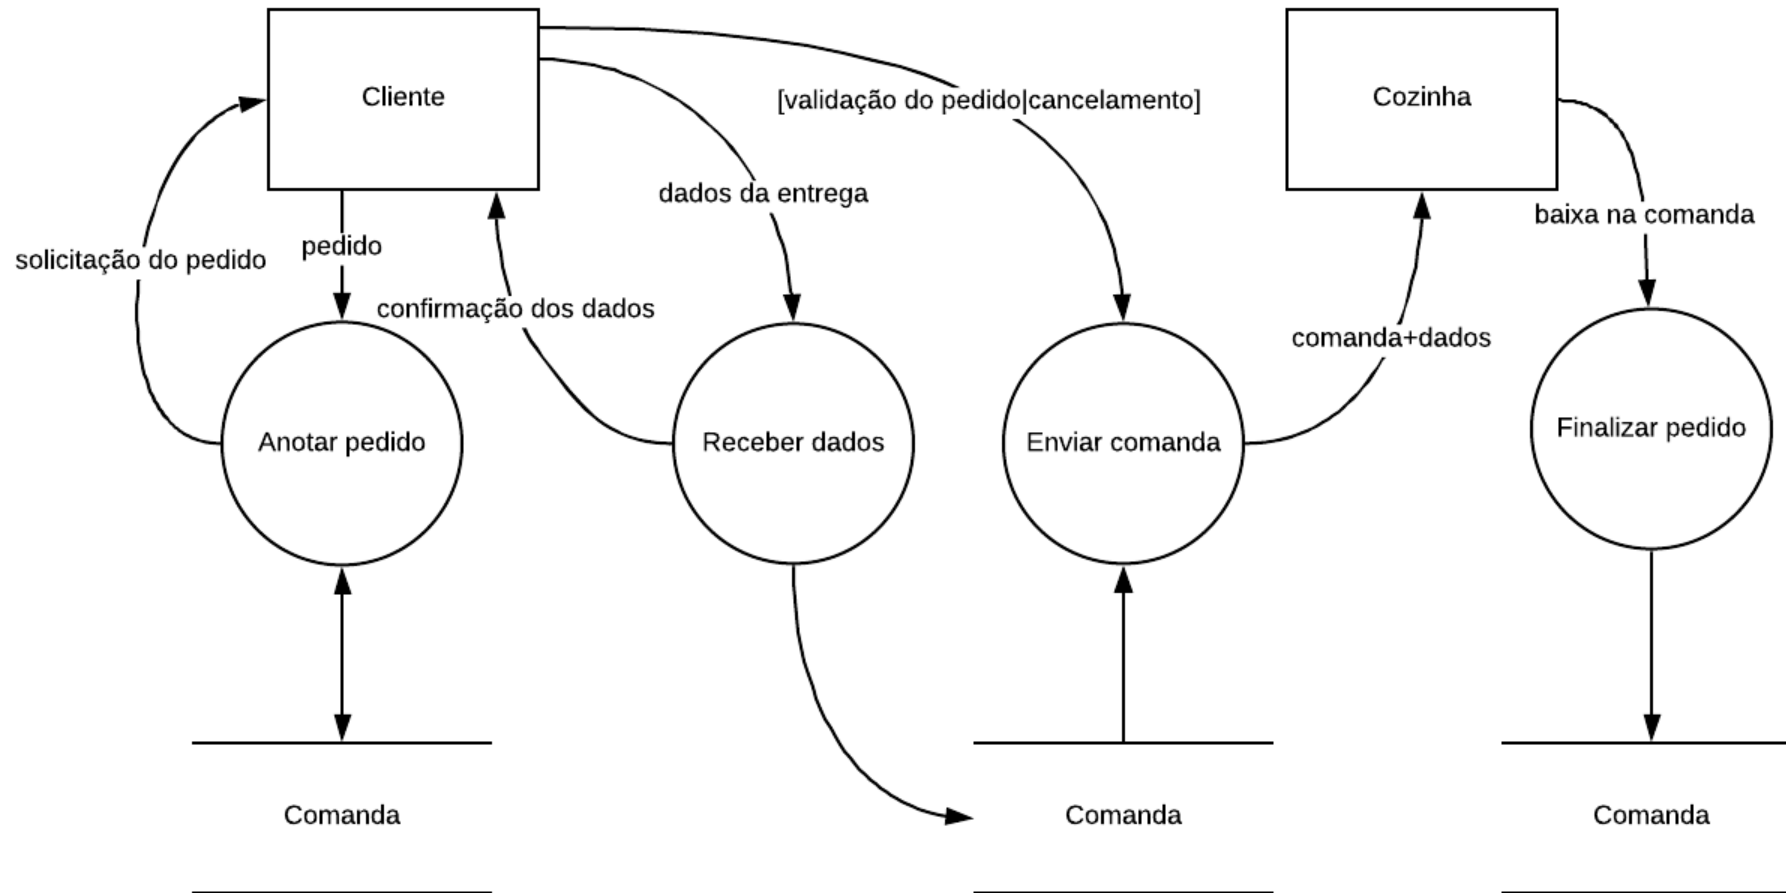 Cliente
Cozinha
[validação do pedido|cancelamento]
dados da entrega
baixa na comanda
solicitação do pedido
pedido
confirmação dos dados
comanda+dados
Anotar pedido
Receber dados
Enviar comanda
Finalizar pedido
Comanda
Comanda
Comanda